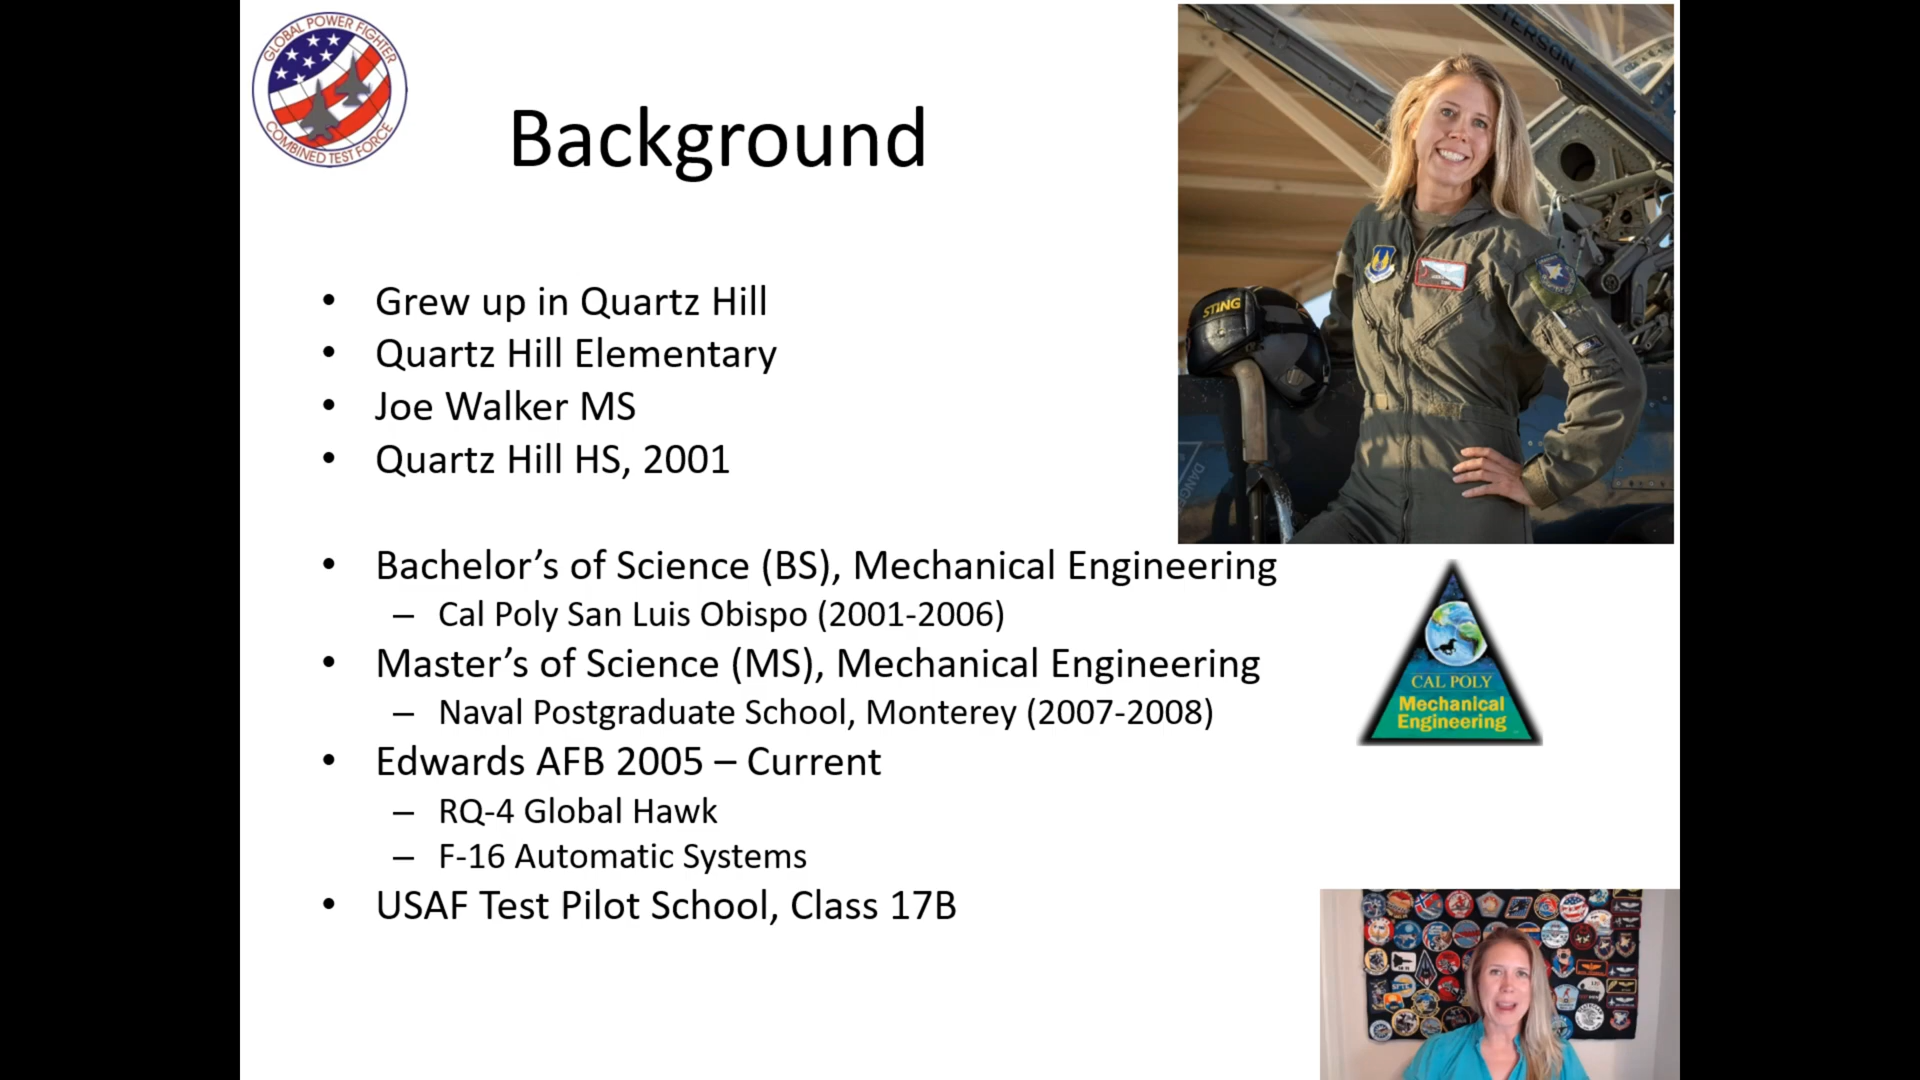 GLOBAL POWER FIGHTER
COMBINED TEST FORCE
Background
• Grew up in Quartz Hill
• Quartz Hill Elementary
• Joe Walker MS
• Quartz Hill HS, 2001
• Bachelor’s of Science (BS), Mechanical Engineering
– Cal Poly San Luis Obispo (2001-2006)
• Master’s of Science (MS), Mechanical Engineering
– Naval Postgraduate School, Monterey (2007-2008)
• Edwards AFB 2005 – Current
– RQ-4 Global Hawk
– F-16 Automatic Systems
• USAF Test Pilot School, Class 17B
STING
CAL POLY
Mechanical
Engineering